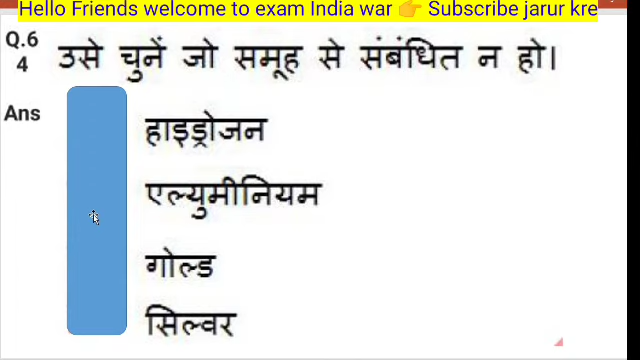 Hello Friends welcome to exam India war 👉 Subscribe jarur kre
Q.6
4
उसे चुनें जो समूह से संबंधित न हो।
Ans
हाइड्रोजन
एल्युमीनियम
गोल्ड
सिल्वर